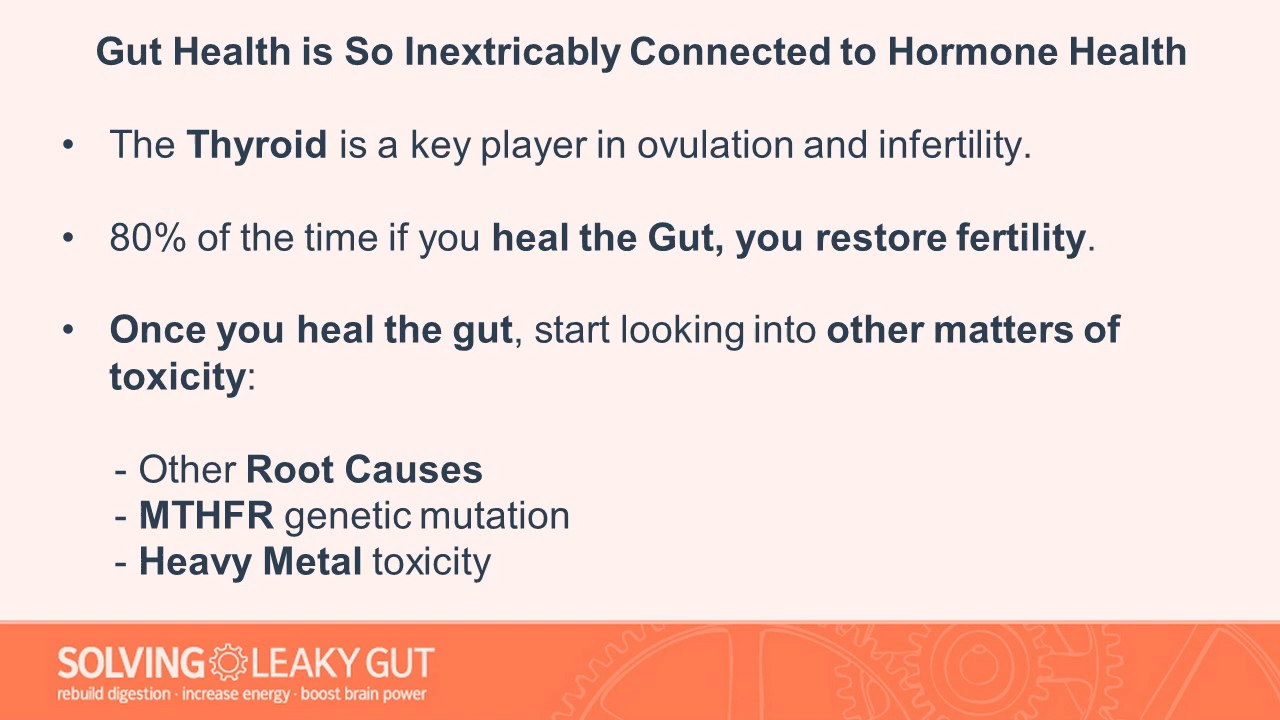 Gut Health is So Inextricably Connected to Hormone Health
• The Thyroid is a key player in ovulation and infertility.
• 80% of the time if you heal the Gut, you restore fertility.
• Once you heal the gut, start looking into other matters of
toxicity:
- Other Root Causes
- MTHFR genetic mutation
- Heavy Metal toxicity
SOLVING LEAKY GUT
rebuild digestion · increase energy · boost brain power